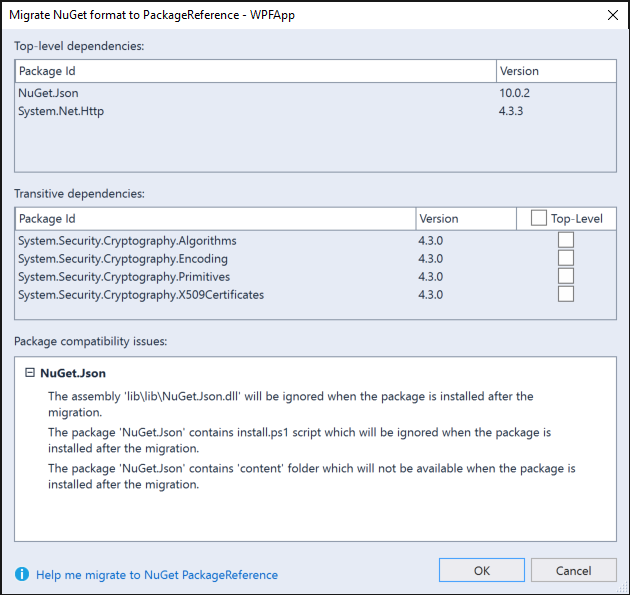 Migrate NuGet format to PackageReference - WPFApp
Top-level dependencies:
Package Id Version
NuGet.Json 10.0.2
System.Net.Http 4.3.3
Transitive dependencies:
Package Id Version Top-Level
System.Security.Cryptography.Algorithms 4.3.0
System.Security.Cryptography.Encoding 4.3.0
System.Security.Cryptography.Primitives 4.3.0
System.Security.Cryptography.X509Certificates 4.3.0
Package compatibility issues:
NuGet.Json
The assembly 'lib\lib\NuGet.Json.dll' will be ignored when the package is installed after the
migration.
The package 'NuGet.Json' contains install.ps1 script which will be ignored when the package is
installed after the migration.
The package 'NuGet.Json' contains 'content' folder which will not be available when the package is
installed after the migration.
Help me migrate to NuGet PackageReference
OK Cancel